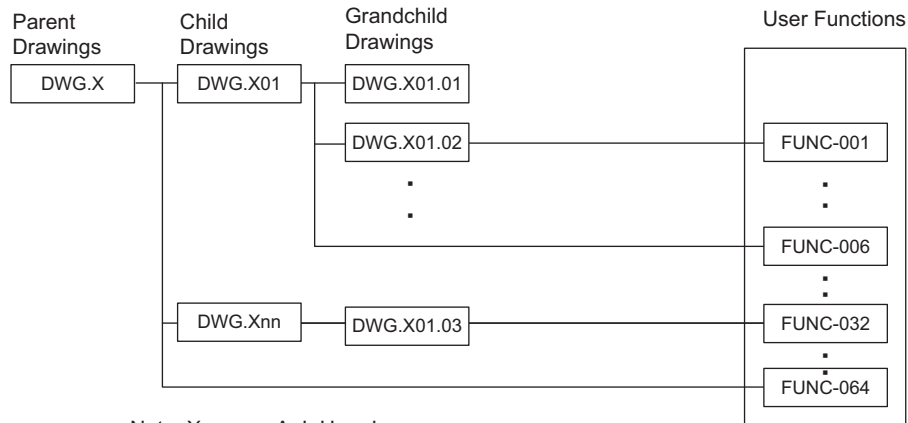 Parent
Drawings
Child
Drawings
Grandchild
Drawings
User Functions
DWG.X
DWG.X01
DWG.X01.01
DWG.X01.02
FUNC-001
FUNC-006
DWG.Xnn
DWG.X01.03
FUNC-032
FUNC-064